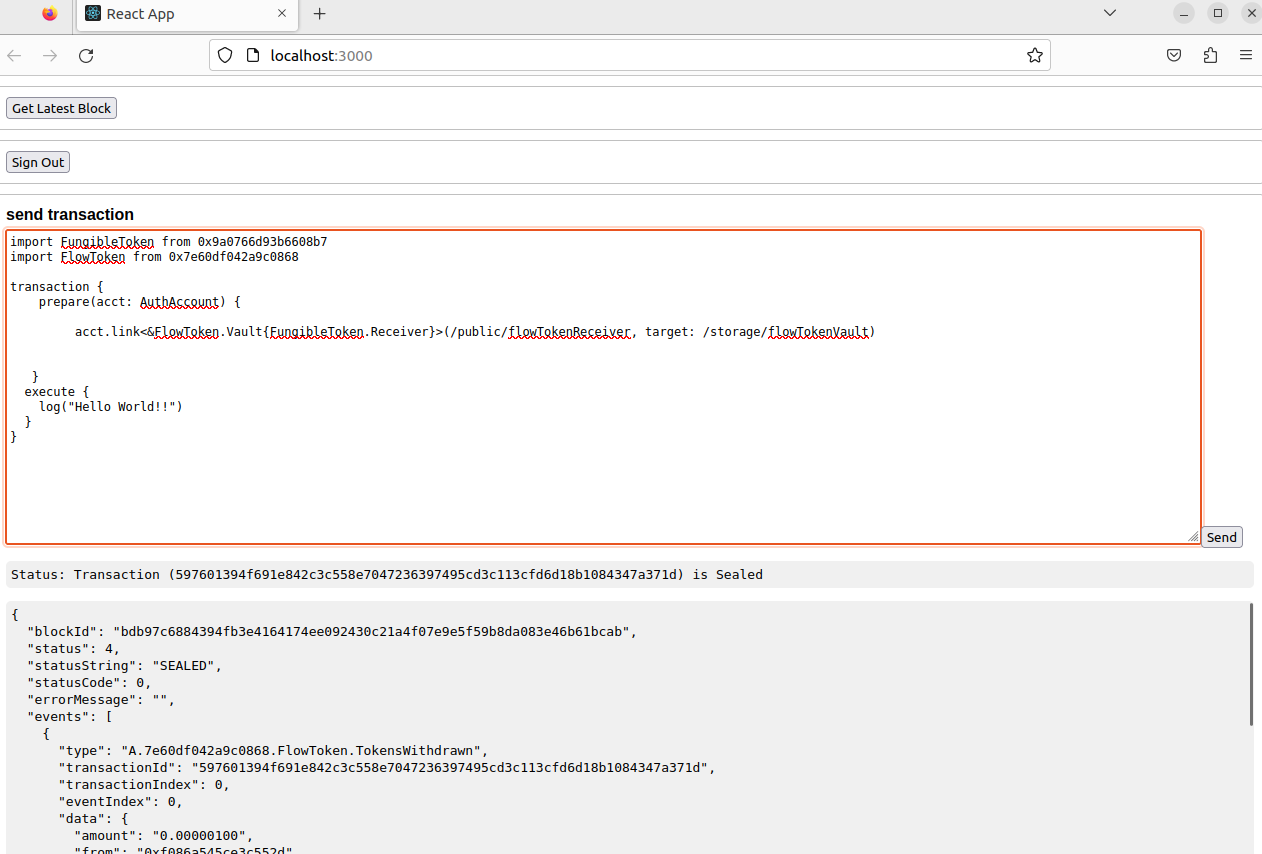 React App
localhost:3000
Get Latest Block
Sign Out
send transaction
import FungibleToken from 0x9a0766d93b6608b7
import FlowToken from 0x7e60df042a9c0868
transaction {
prepare(acct: AuthAccount) {
acct.link<&FlowToken.Vault{FungibleToken.Receiver}>(/public/flowTokenReceiver, target: /storage/flowTokenVault)
}
execute {
log("Hello World!!")
}
}
Send
Status: Transaction (597601394f691e842c3c558e7047236397495cd3c113cfd6d18b1084347a371d) is Sealed
{
"blockId": "bdb97c6884394fb3e4164174ee092430c21a4f07e9e5f59b8da083e46b61bcab",
"status": 4,
"statusString": "SEALED",
"statusCode": 0,
"errorMessage": "",
"events": [
{
"type": "A.7e60df042a9c0868.FlowToken.TokensWithdrawn",
"transactionId": "597601394f691e842c3c558e7047236397495cd3c113cfd6d18b1084347a371d",
"transactionIndex": 0,
"eventIndex": 0,
"data": {
"amount": "0.00000100",
"from": "0xf086a545ce3c552d"